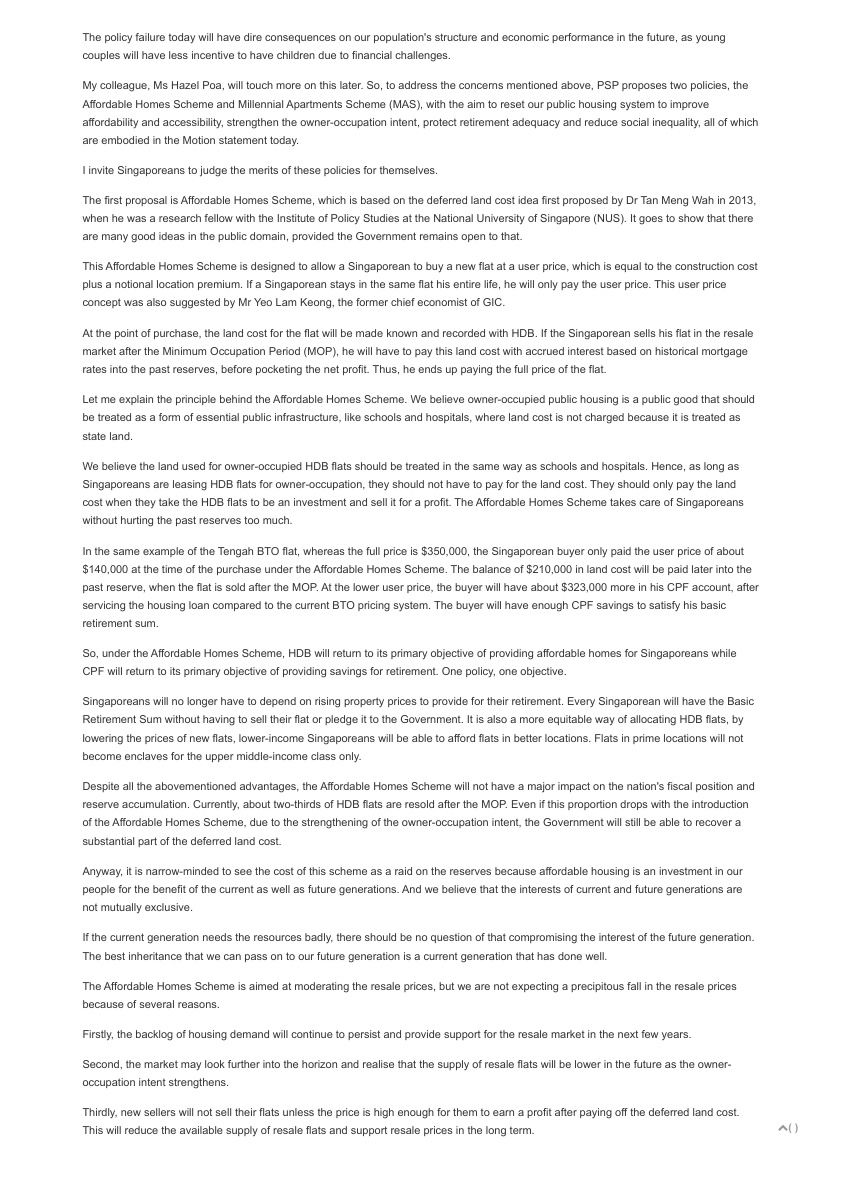 The policy failure today will have dire consequences on our population's structure and economic performance in the future, as young
couples will have less incentive to have children due to financial challenges.
My colleague, Ms Hazel Poa, will touch more on this later. So, to address the concerns mentioned above, PSP proposes two policies, the
Affordable Homes Scheme and Millennial Apartments Scheme (MAS), with the aim to reset our public housing system to improve
affordability and accessibility, strengthen the owner-occupation intent, protect retirement adequacy and reduce social inequality, all of which
are embodied in the Motion statement today.
I invite Singaporeans to judge the merits of these policies for themselves.
The first proposal is Affordable Homes Scheme, which is based on the deferred land cost idea first proposed by Dr Tan Meng Wah in 2013,
when he was a research fellow with the Institute of Policy Studies at the National University of Singapore (NUS). It goes to show that there
are many good ideas in the public domain, provided the Government remains open to that.
This Affordable Homes Scheme is designed to allow a Singaporean to buy a new flat at a user price, which is equal to the construction cost
plus a notional location premium. If a Singaporean stays in the same flat his entire life, he will only pay the user price. This user price
concept was also suggested by Mr Yeo Lam Keong, the former chief economist of GIC.
At the point of purchase, the land cost for the flat will be made known and recorded with HDB. If the Singaporean sells his flat in the resale
market after the Minimum Occupation Period (MOP), he will have to pay this land cost with accrued interest based on historical mortgage
rates into the past reserves, before pocketing the net profit. Thus, he ends up paying the full price of the flat.
Let me explain the principle behind the Affordable Homes Scheme. We believe owner-occupied public housing is a public good that should
be treated as a form of essential public infrastructure, like schools and hospitals, where land cost is not charged because it is treated as
state land.
We believe the land used for owner-occupied HDB flats should be treated in the same way as schools and hospitals. Hence, as long as
Singaporeans are leasing HDB flats for owner-occupation, they should not have to pay for the land cost. They should only pay the land
cost when they take the HDB flats to be an investment and sell it for a profit. The Affordable Homes Scheme takes care of Singaporeans
without hurting the past reserves too much.
In the same example of the Tengah BTO flat, whereas the full price is $350,000, the Singaporean buyer only paid the user price of about
$140,000 at the time of the purchase under the Affordable Homes Scheme. The balance of $210,000 in land cost will be paid later into the
past reserve, when the flat is sold after the MOP. At the lower user price, the buyer will have about $323,000 more in his CPF account, after
servicing the housing loan compared to the current BTO pricing system. The buyer will have enough CPF savings to satisfy his basic
retirement sum.
So, under the Affordable Homes Scheme, HDB will return to its primary objective of providing affordable homes for Singaporeans while
CPF will return to its primary objective of providing savings for retirement. One policy, one objective.
Singaporeans will no longer have to depend on rising property prices to provide for their retirement. Every Singaporean will have the Basic
Retirement Sum without having to sell their flat or pledge it to the Government. It is also a more equitable way of allocating HDB flats, by
lowering the prices of new flats, lower-income Singaporeans will be able to afford flats in better locations. Flats in prime locations will not
become enclaves for the upper middle-income class only.
Despite all the abovementioned advantages, the Affordable Homes Scheme will not have a major impact on the nation's fiscal position and
reserve accumulation. Currently, about two-thirds of HDB flats are resold after the MOP. Even if this proportion drops with the introduction
of the Affordable Homes Scheme, due to the strengthening of the owner-occupation intent, the Government will still be able to recover a
substantial part of the deferred land cost.
Anyway, it is narrow-minded to see the cost of this scheme as a raid on the reserves because affordable housing is an investment in our
people for the benefit of the current as well as future generations. And we believe that the interests of current and future generations are
not mutually exclusive.
If the current generation needs the resources badly, there should be no question of that compromising the interest of the future generation.
The best inheritance that we can pass on to our future generation is a current generation that has done well.
The Affordable Homes Scheme is aimed at moderating the resale prices, but we are not expecting a precipitous fall in the resale prices
because of several reasons.
Firstly, the backlog of housing demand will continue to persist and provide support for the resale market in the next few years.
Second, the market may look further into the horizon and realise that the supply of resale flats will be lower in the future as the owner-
occupation intent strengthens.
Thirdly, new sellers will not sell their flats unless the price is high enough for them to earn a profit after paying off the deferred land cost.
This will reduce the available supply of resale flats and support resale prices in the long term.
( )